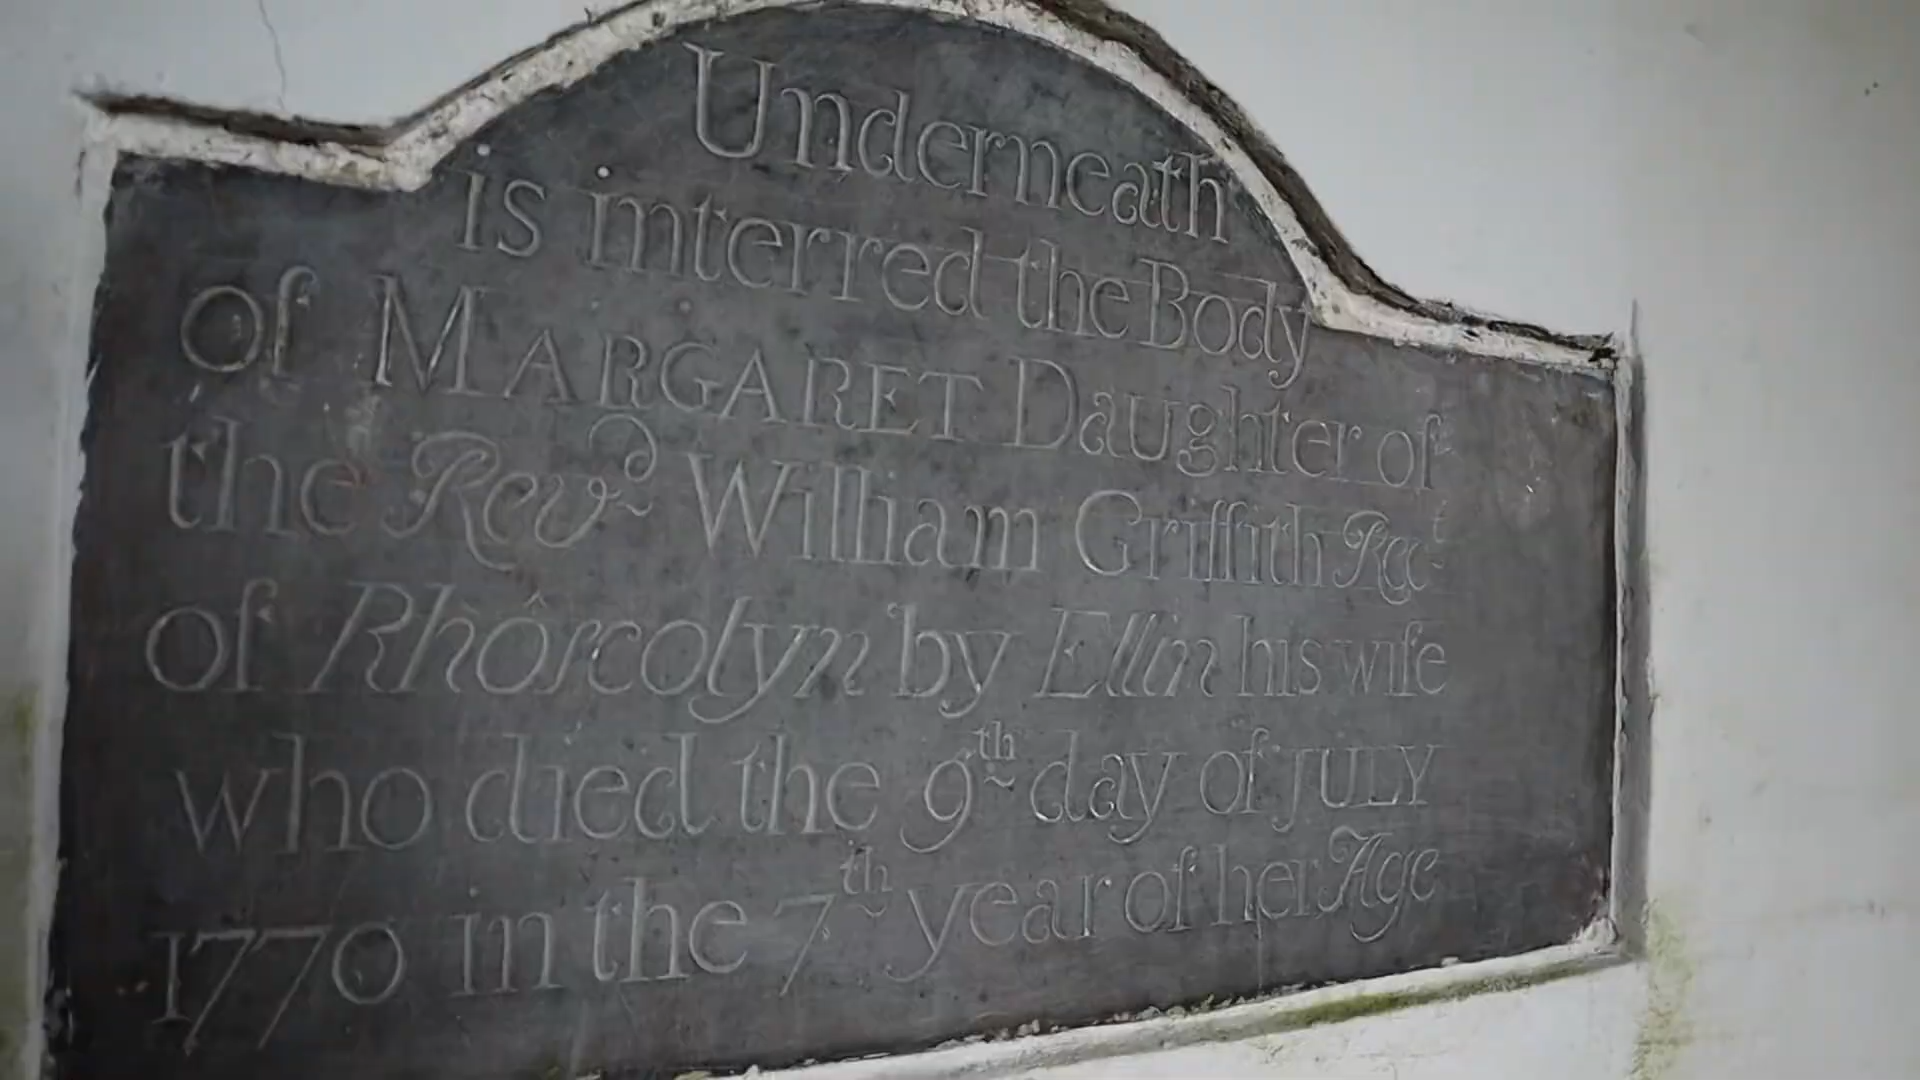 Underneath
is interred the Body
of MARGARET Daughter of
the Revd William Griffith Rect
of Rhôscolyn by Ellin his wife
who died the 9th day of JULY
1770 in the 7th year of her Age